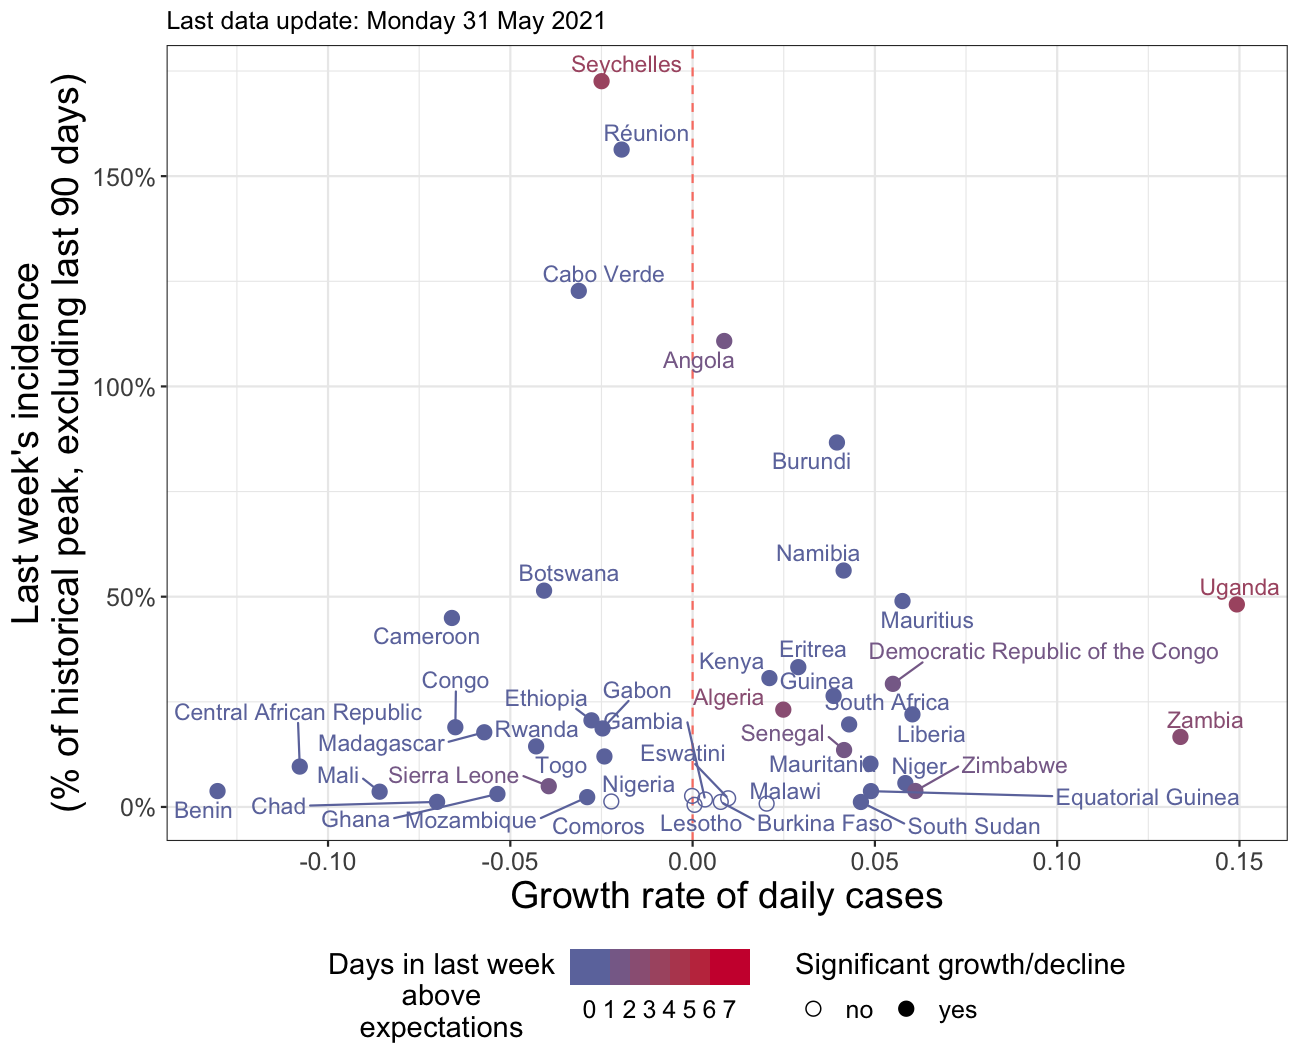 Last data update: Monday 31 May 2021
Last week's incidence
(% of historical peak, excluding last 90 days)
150%
100%
50%
0%
Seychelles
Réunion
Cabo Verde
Angola
Burundi
Namibia
Botswana
Uganda
Mauritius
Cameroon
Eritrea
Democratic Republic of the Congo
Kenya
Congo
Guinea
Gabon
Ethiopia
Algeria
South Africa
Central African Republic
Gambia
Zambia
Rwanda
Senegal
Liberia
Madagascar
Eswatini
Togo
Mauritani
Niger
Zimbabwe
Mali
Sierra Leone
Nigeria
Malawi
Equatorial Guinea
Benin
Chad
Ghana
Mozambique
Comoros
Lesotho
Burkina Faso
South Sudan
-0.10
-0.05
0.00
0.05
0.10
0.15
Growth rate of daily cases
Days in last week
above
expectations
0 1 2 3 4 5 6 7
Significant growth/decline
no
yes